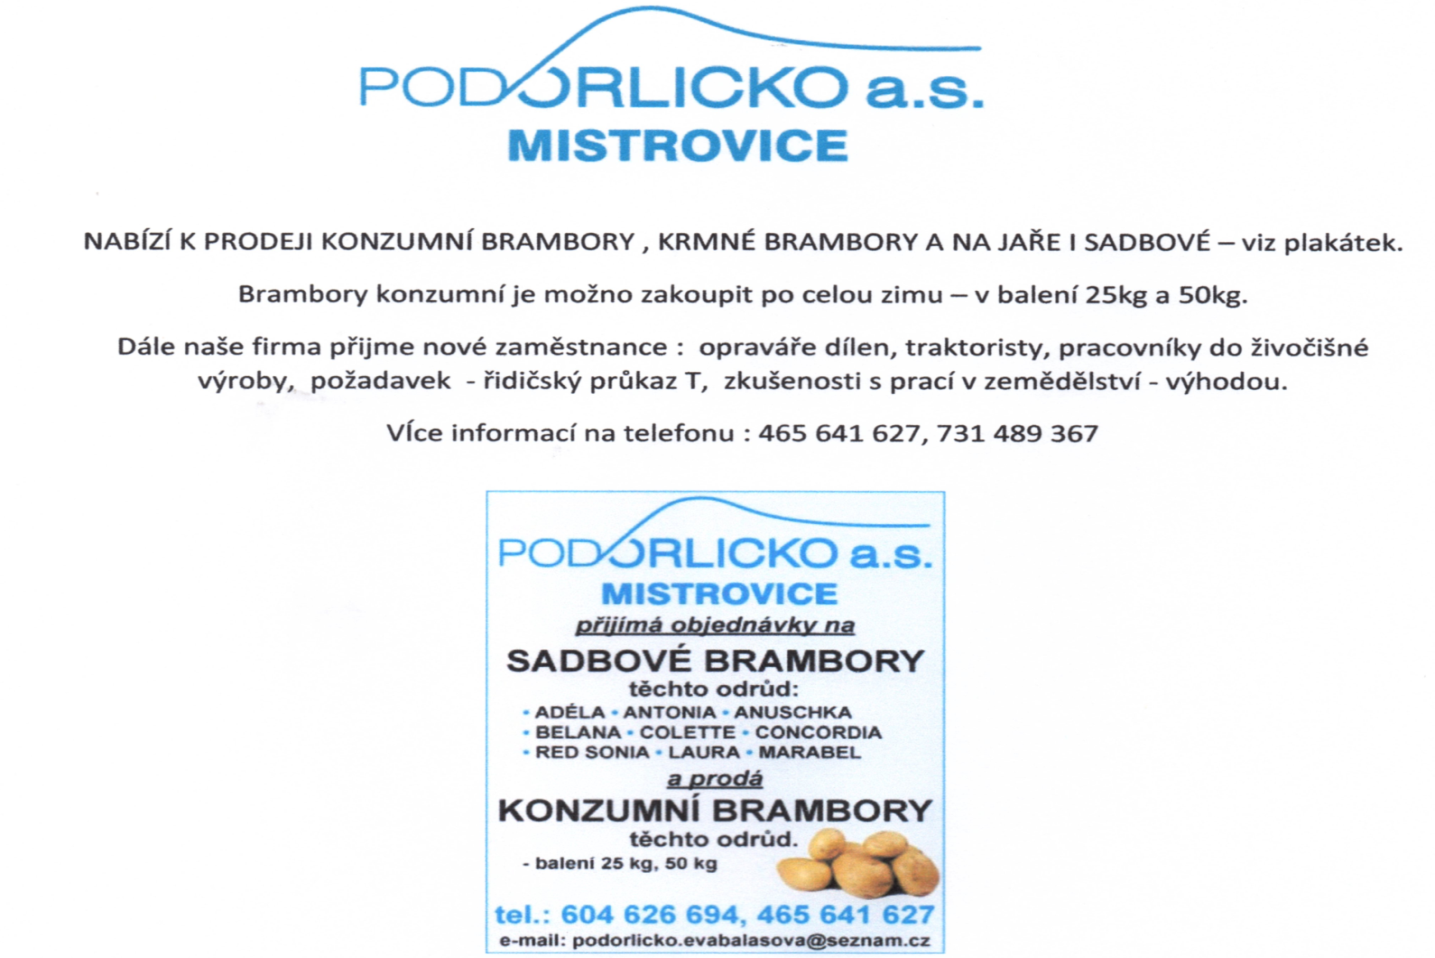 PODORLICKO a.s.
MISTROVICE
NABÍZÍ K PRODEJI KONZUMNÍ BRAMBORY , KRMNÉ BRAMBORY A NA JAŘE I SADBOVÉ – viz plakátek.
Brambory konzumní je možno zakoupit po celou zimu – v balení 25kg a 50kg.
Dále naše firma přijme nové zaměstnance :  opraváře dílen, traktoristy, pracovníky do živočišné
výroby,  požadavek  - řidičský průkaz T,  zkušenosti s prací v zemědělství - výhodou.
VÍce informací na telefonu : 465 641 627, 731 489 367
PODORLICKO a.s.
MISTROVICE
přijímá objednávky na
SADBOVÉ BRAMBORY
těchto odrůd:
• ADÉLA • ANTONIA • ANUSCHKA
• BELANA • COLETTE • CONCORDIA
• RED SONIA • LAURA • MARABEL
a prodá
KONZUMNÍ BRAMBORY
těchto odrůd.
- balení 25 kg, 50 kg
tel.: 604 626 694, 465 641 627
e-mail: podorlicko.evabalasova@seznam.cz